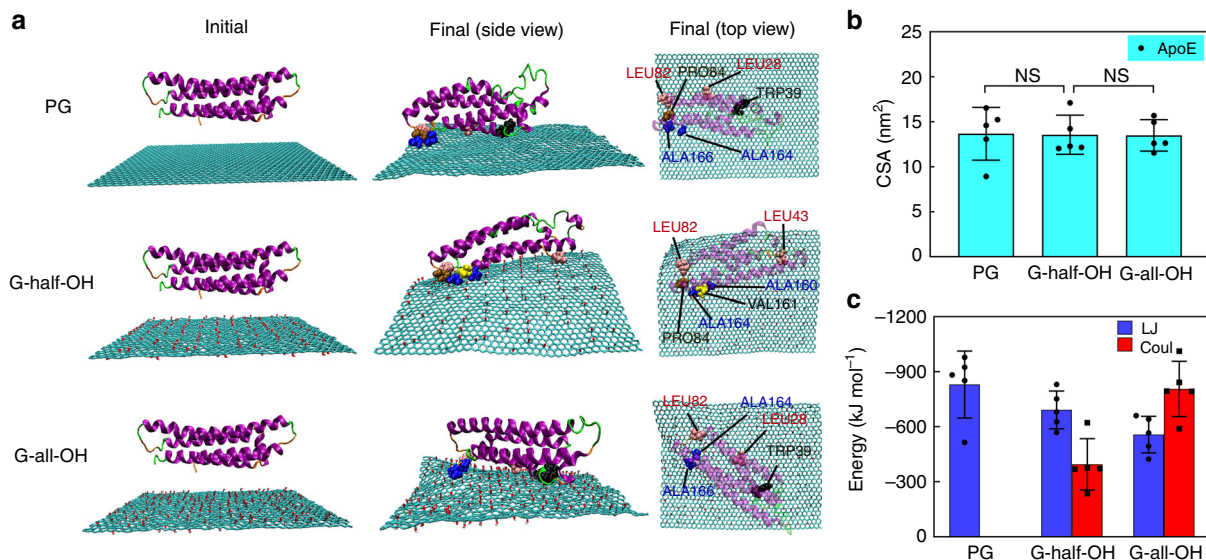 a
Initial
Final (side view)
Final (top view)
PG
LEU82
PRO84
LEU28
TRP39
ALA166
ALA164
G-half-OH
LEU82
LEU43
ALA160
VAL161
ALA164
PRO84
G-all-OH
LEU82
ALA164
LEU28
TRP39
ALA166
b
CSA (nm²)
25
20
15
10
5
0
ApoE
NS
NS
PG
G-half-OH
G-all-OH
c
Energy (kJ mol⁻¹)
–1200
–900
–600
–300
0
LJ
Coul
PG
G-half-OH
G-all-OH